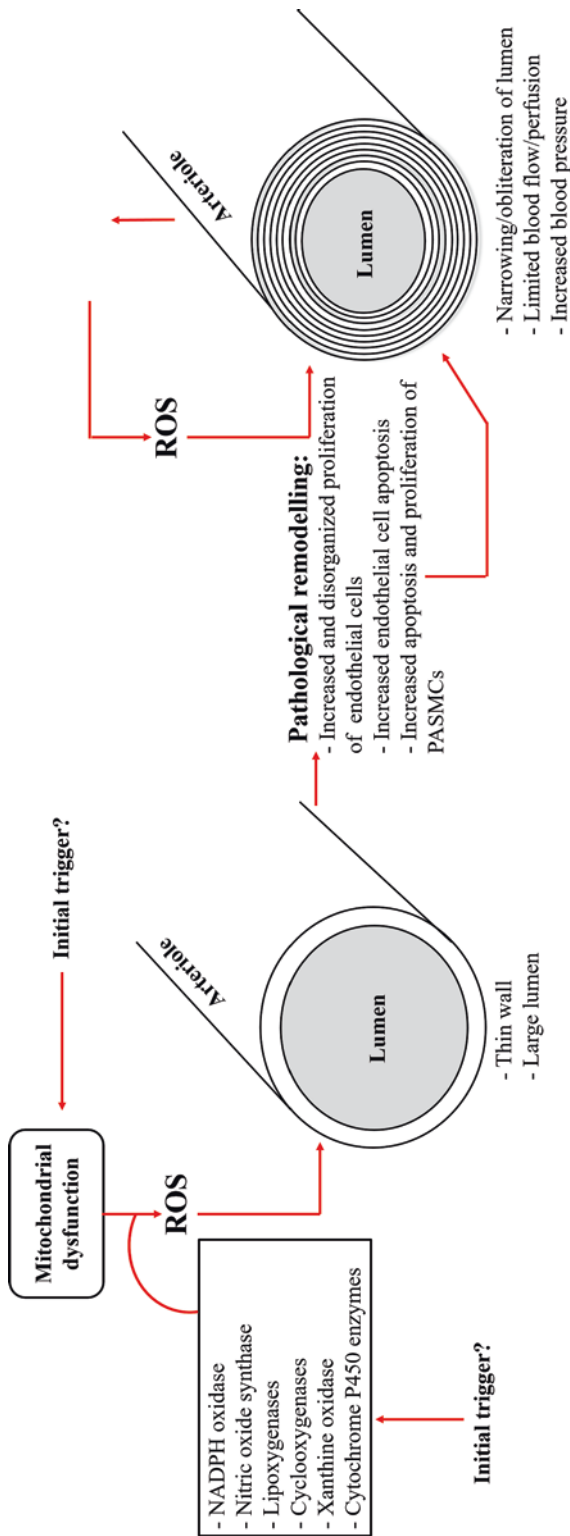 Mitochondrial
dysfunction
Initial trigger?
ROS
- NADPH oxidase
- Nitric oxide synthase
- Lipoxygenases
- Cyclooxygenases
- Xanthine oxidase
- Cytochrome P450 enzymes
Initial trigger?
Arteriole
Lumen
- Thin wall
- Large lumen
Pathological remodelling:
- Increased and disorganized proliferation
of endothelial cells
- Increased endothelial cell apoptosis
- Increased apoptosis and proliferation of
PASMCs
ROS
Arteriole
Lumen
- Narrowing/obliteration of lumen
- Limited blood flow/perfusion
- Increased blood pressure